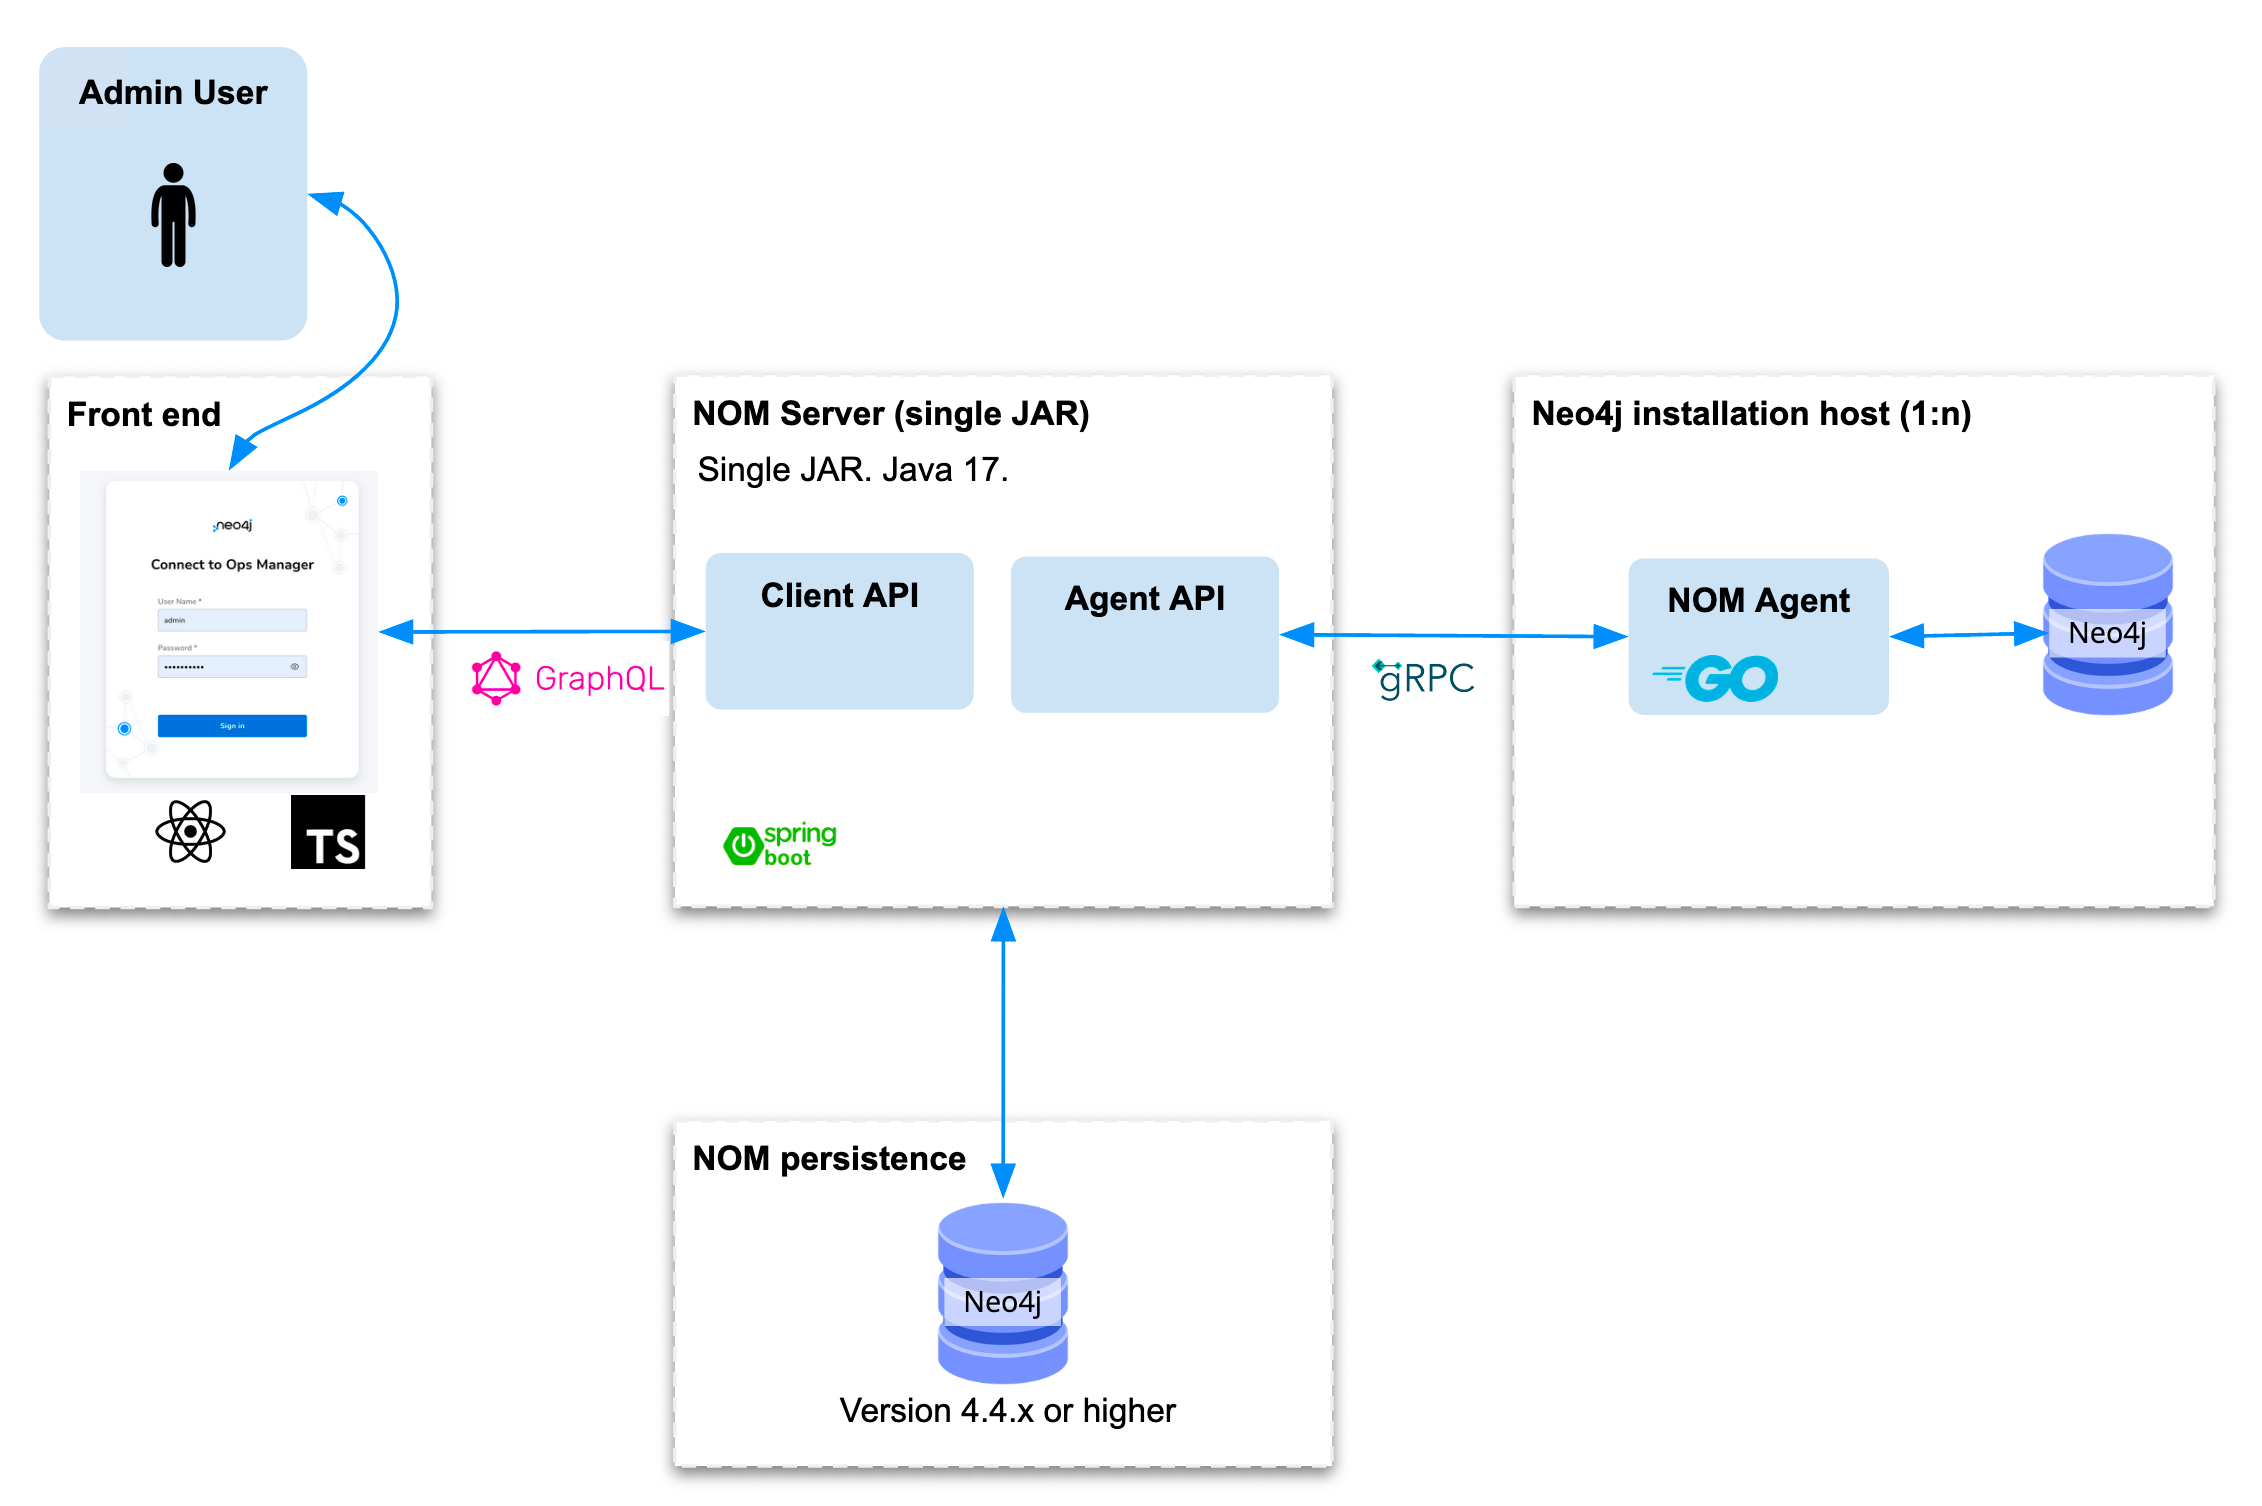 Admin User
Front end
neo4j
Connect to Ops Manager
User Name *
admin
Password *
Sign in
TS
GraphQL
NOM Server (single JAR)
Single JAR. Java 17.
Client API
Agent API
spring
boot
gRPC
Neo4j installation host (1:n)
NOM Agent
GO
Neo4j
NOM persistence
Neo4j
Version 4.4.x or higher